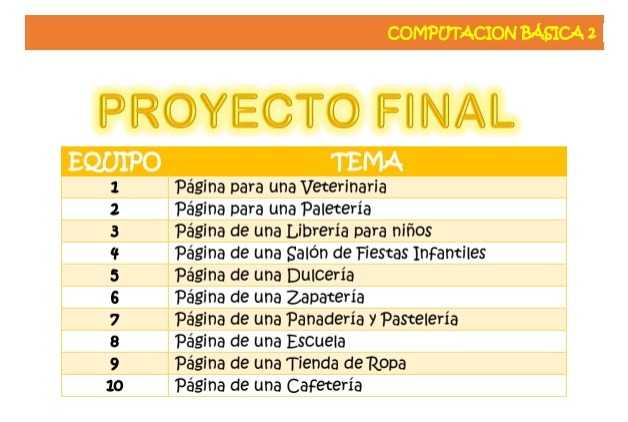 COMPUTACION BÁSICA 2
PROYECTO FINAL
EQUIPO TEMA
1 Página para una Veterinaria
2 Página para una Paletería
3 Página de una Librería para niños
4 Página de una Salón de Fiestas Infantiles
5 Página de una Dulcería
6 Página de una Zapatería
7 Página de una Panadería y Pastelería
8 Página de una Escuela
9 Página de una Tienda de Ropa
10 Página de una Cafetería